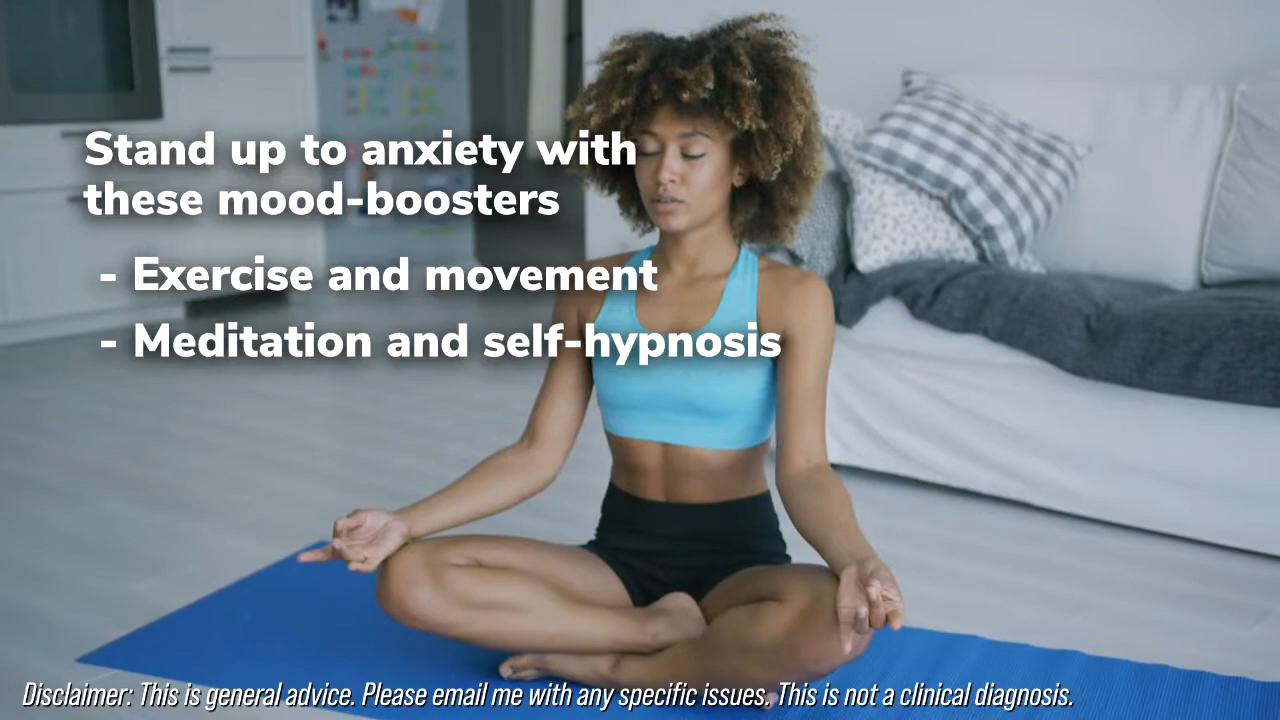 Stand up to anxiety with
these mood-boosters
- Exercise and movement
- Meditation and self-hypnosis
Disclaimer: This is general advice. Please email me with any specific issues. This is not a clinical diagnosis.